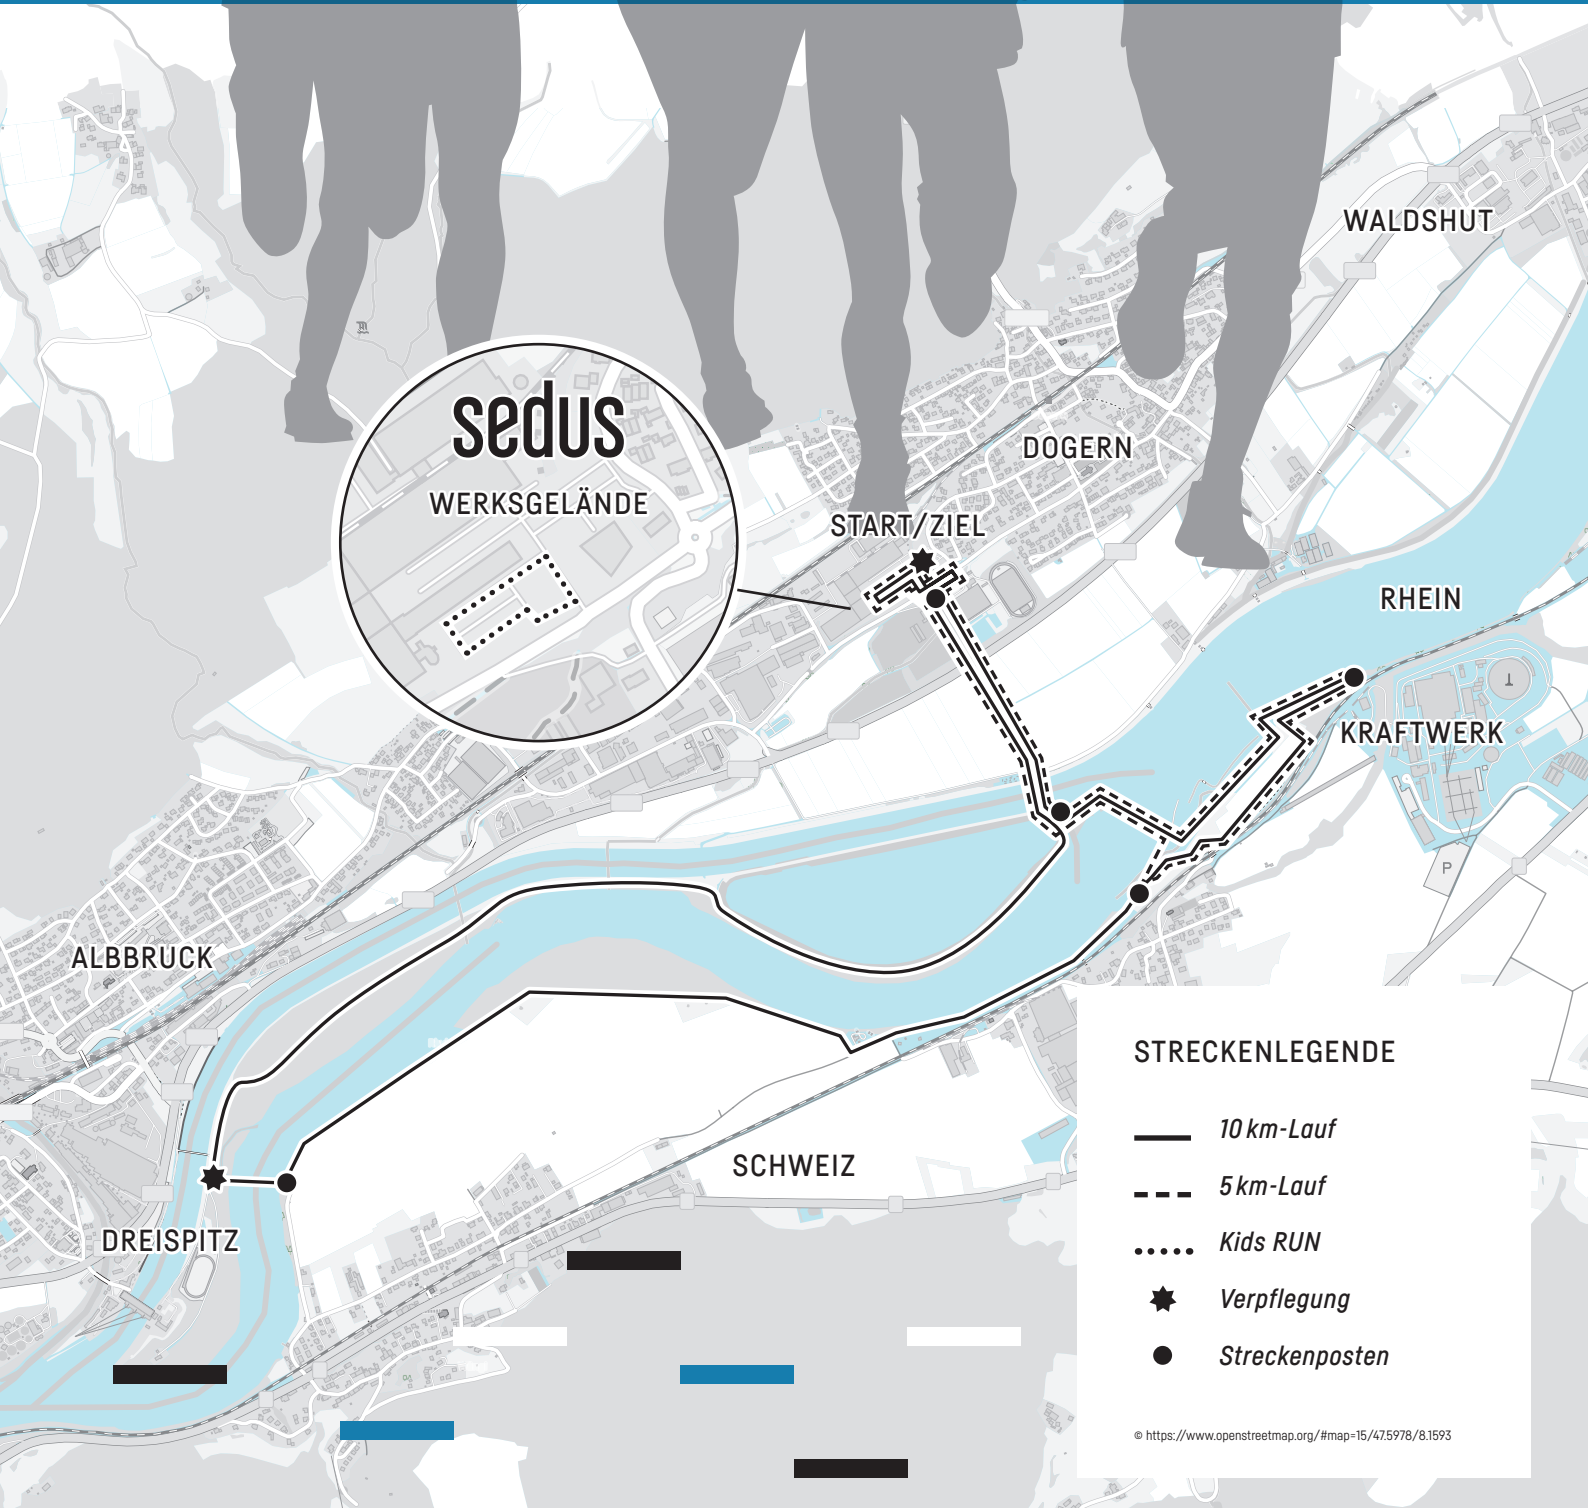 WALDSHUT
sedus
WERKSGELÄNDE
DOGERN
START/ZIEL
RHEIN
KRAFTWERK
P
ALBBRUCK
SCHWEIZ
DREISPITZ
STRECKENLEGENDE
10 km-Lauf
5 km-Lauf
Kids RUN
Verpflegung
Streckenposten
© https://www.openstreetmap.org/#map=15/47.5978/8.1593